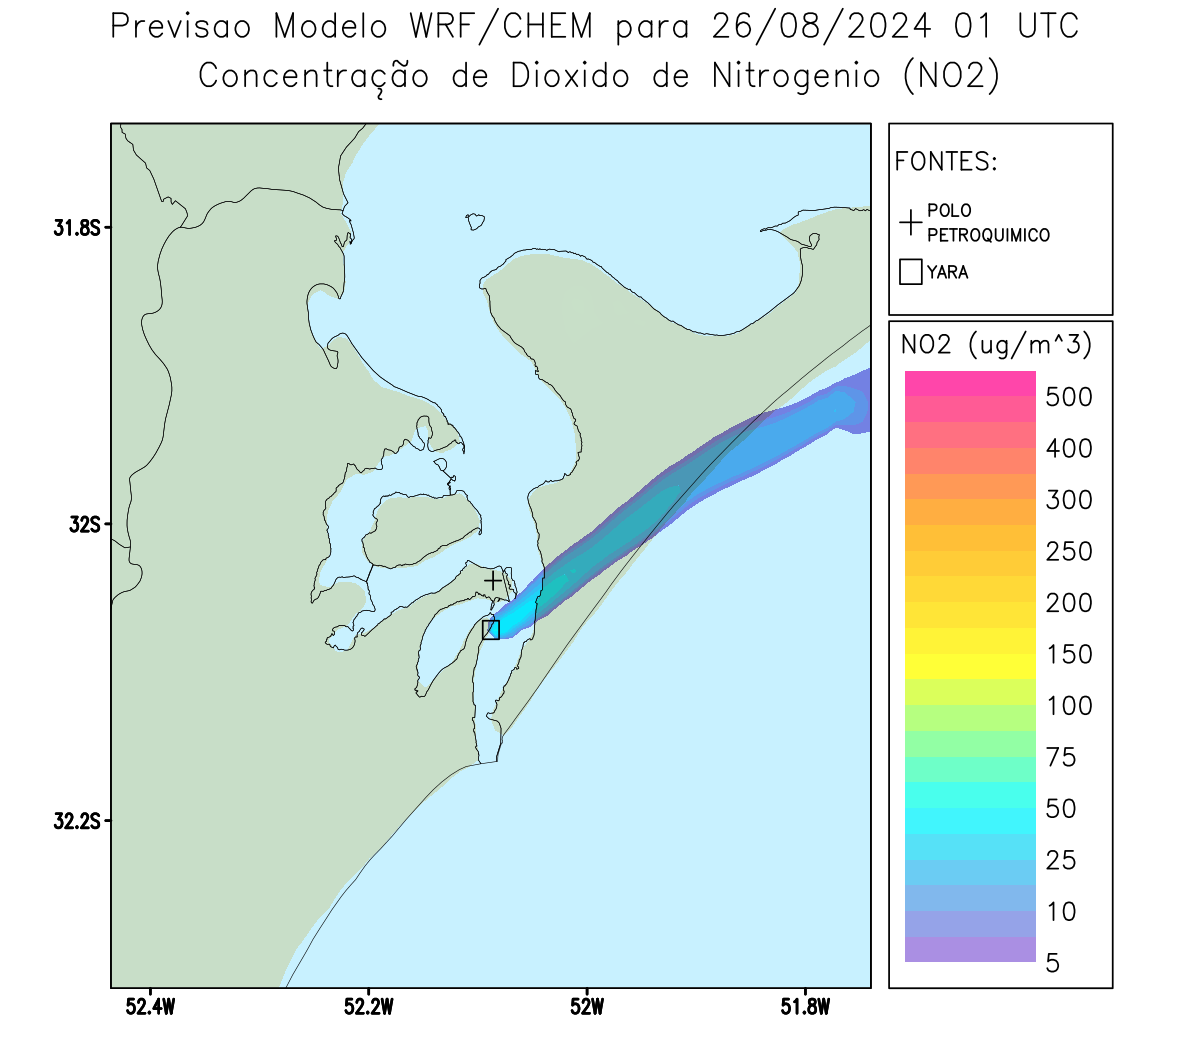 Previsao Modelo WRF/CHEM para 26/08/2024 01 UTC
Concentração de Dioxido de Nitrogenio (NO2)
FONTES:
POLO
PETROQUIMICO
YARA
NO2 (ug/m^3)
500
400
300
250
200
150
100
75
50
25
10
5
31.8S
32S
32.2S
52.4W
52.2W
52W
51.8W